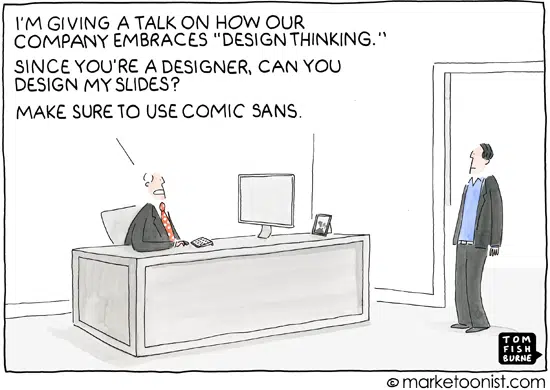 I'M GIVING A TALK ON HOW OUR
COMPANY EMBRACES "DESIGN THINKING."
SINCE YOU'RE A DESIGNER, CAN YOU
DESIGN MY SLIDES?
MAKE SURE TO USE COMIC SANS.
TOM
FISH
BURNE
© marketoonist.com